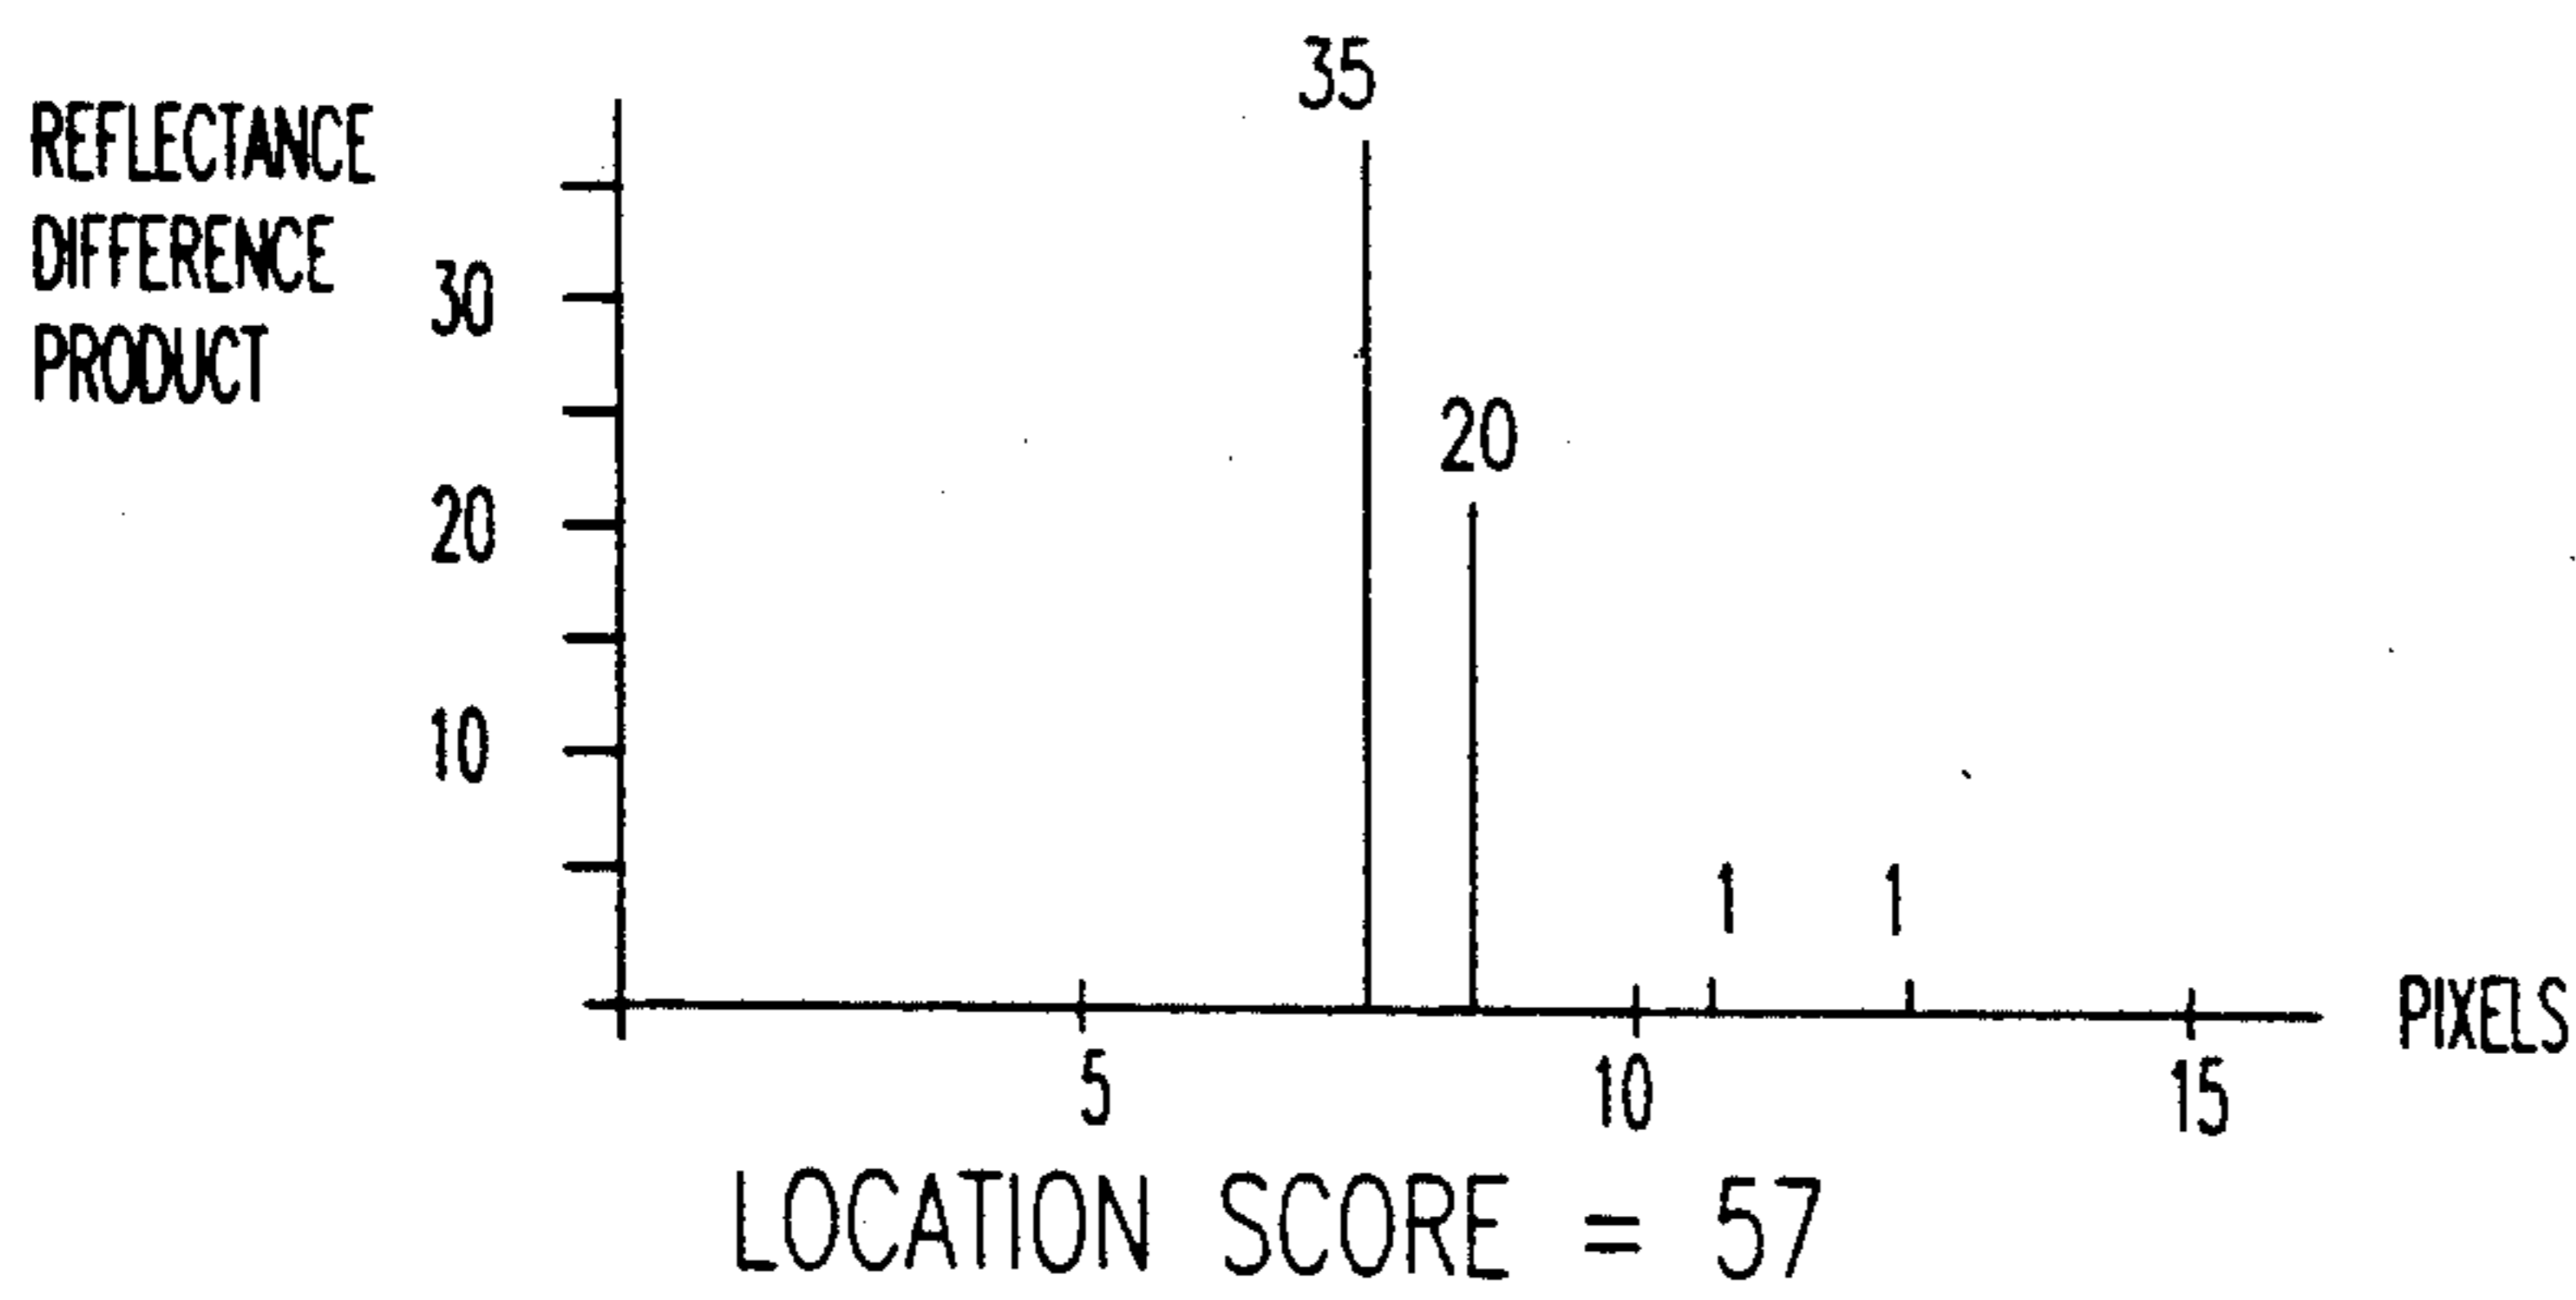 REFLECTANCE
DIFFERENCE
PRODUCT
35
30
20
20
10
1 1
PIXELS
5 10 15
LOCATION SCORE = 57